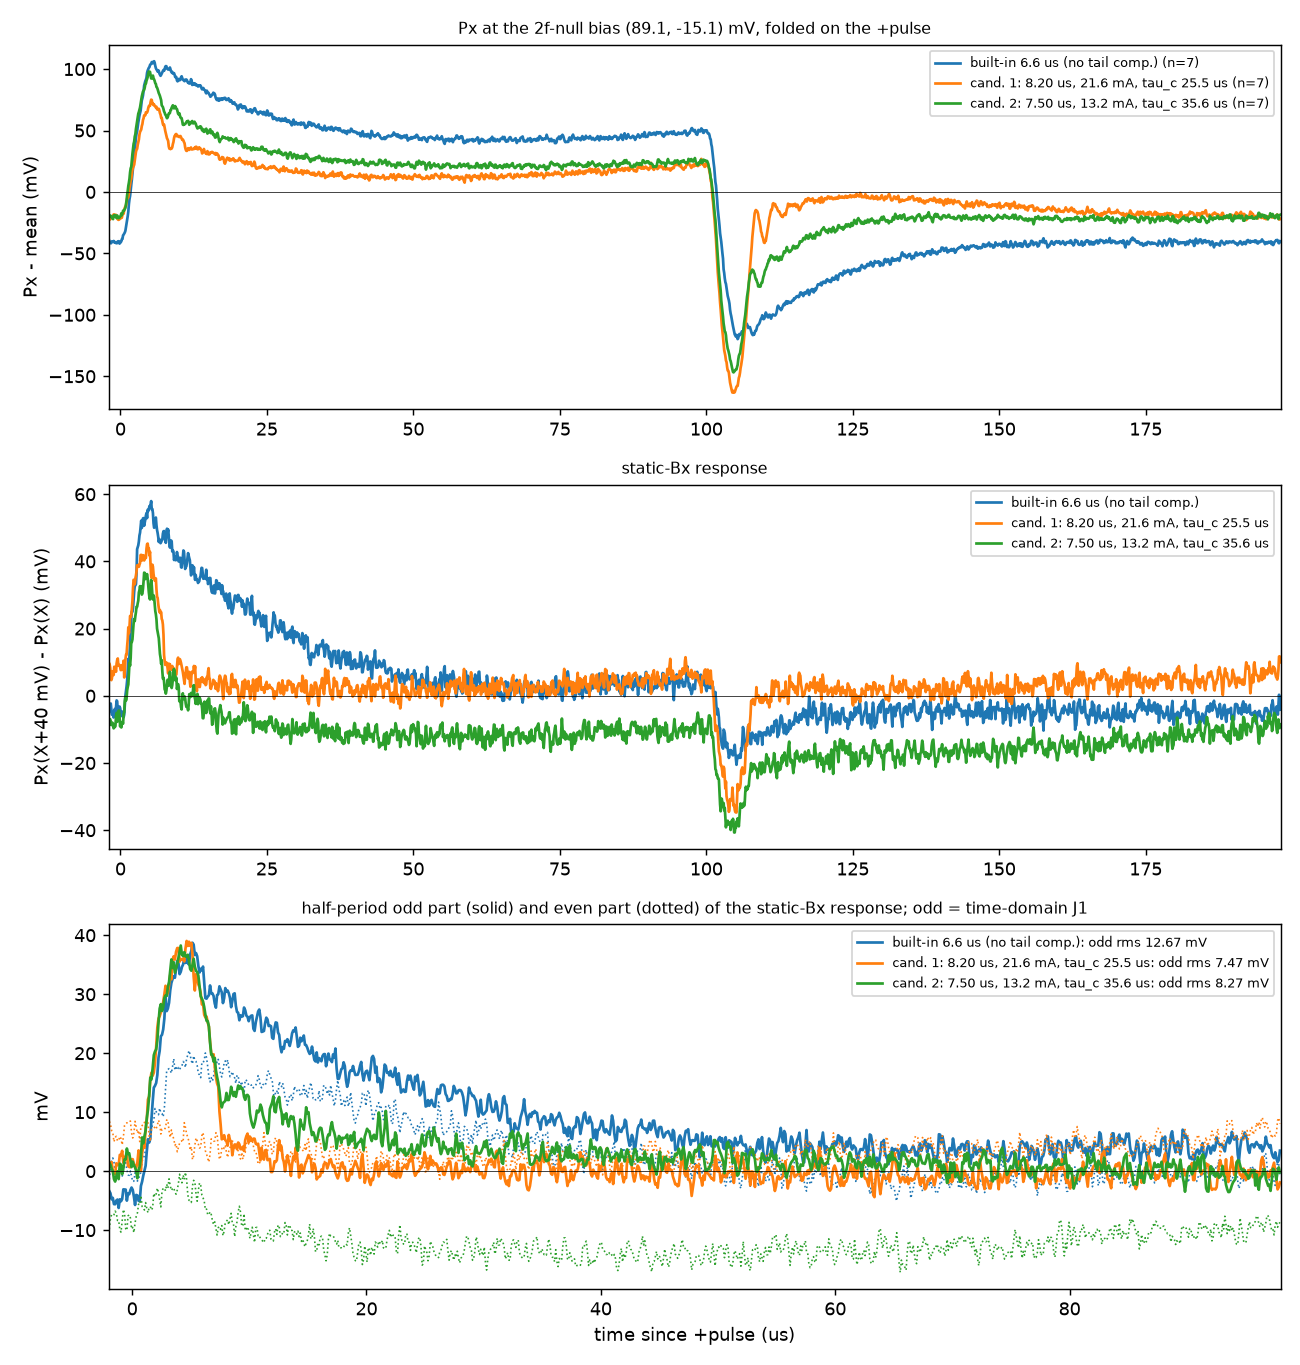 Px at the 2f-null bias (89.1, -15.1) mV, folded on the +pulse
built-in 6.6 us (no tail comp.) (n=7)
cand. 1: 8.20 us, 21.6 mA, tau_c 25.5 us (n=7)
cand. 2: 7.50 us, 13.2 mA, tau_c 35.6 us (n=7)
Px - mean (mV)
100
50
0
−50
−100
−150
0 25 50 75 100 125 150 175
static-Bx response
built-in 6.6 us (no tail comp.)
cand. 1: 8.20 us, 21.6 mA, tau_c 25.5 us
cand. 2: 7.50 us, 13.2 mA, tau_c 35.6 us
Px(X+40 mV) - Px(X) (mV)
60
40
20
0
−20
−40
0 25 50 75 100 125 150 175
half-period odd part (solid) and even part (dotted) of the static-Bx response; odd = time-domain J1
built-in 6.6 us (no tail comp.): odd rms 12.67 mV
cand. 1: 8.20 us, 21.6 mA, tau_c 25.5 us: odd rms 7.47 mV
cand. 2: 7.50 us, 13.2 mA, tau_c 35.6 us: odd rms 8.27 mV
mV
40
30
20
10
0
−10
0 20 40 60 80
time since +pulse (us)